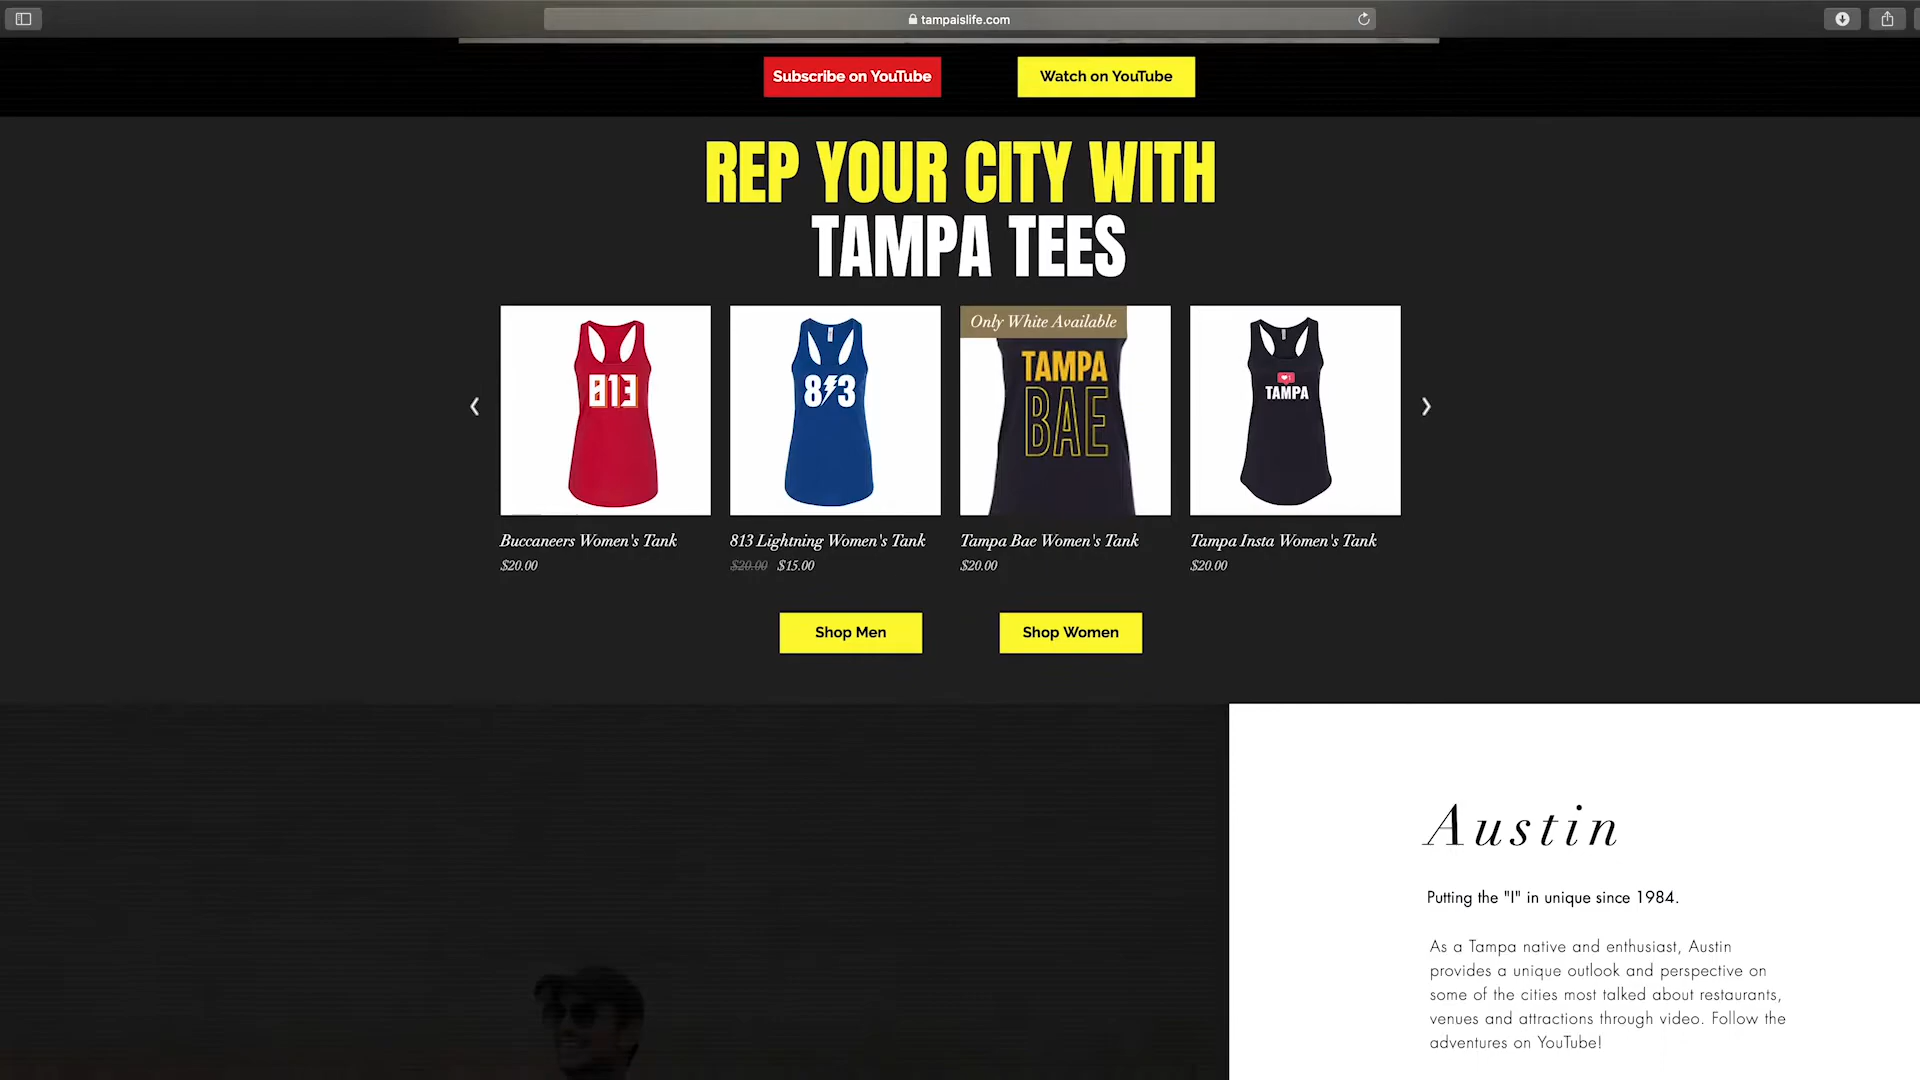 tampaislife.com
Subscribe on YouTube
Watch on YouTube
REP YOUR CITY WITH
TAMPA TEES
813
8 3
Only White Available
TAMPA
BAE
TAMPA
Buccaneers Women's Tank
$20.00
813 Lightning Women's Tank
$20.00 $15.00
Tampa Bae Women's Tank
$20.00
Tampa Insta Women's Tank
$20.00
Shop Men
Shop Women
Austin
Putting the "I" in unique since 1984.
As a Tampa native and enthusiast, Austin
provides a unique outlook and perspective on
some of the cities most talked about restaurants,
venues and attractions through video. Follow the
adventures on YouTube!